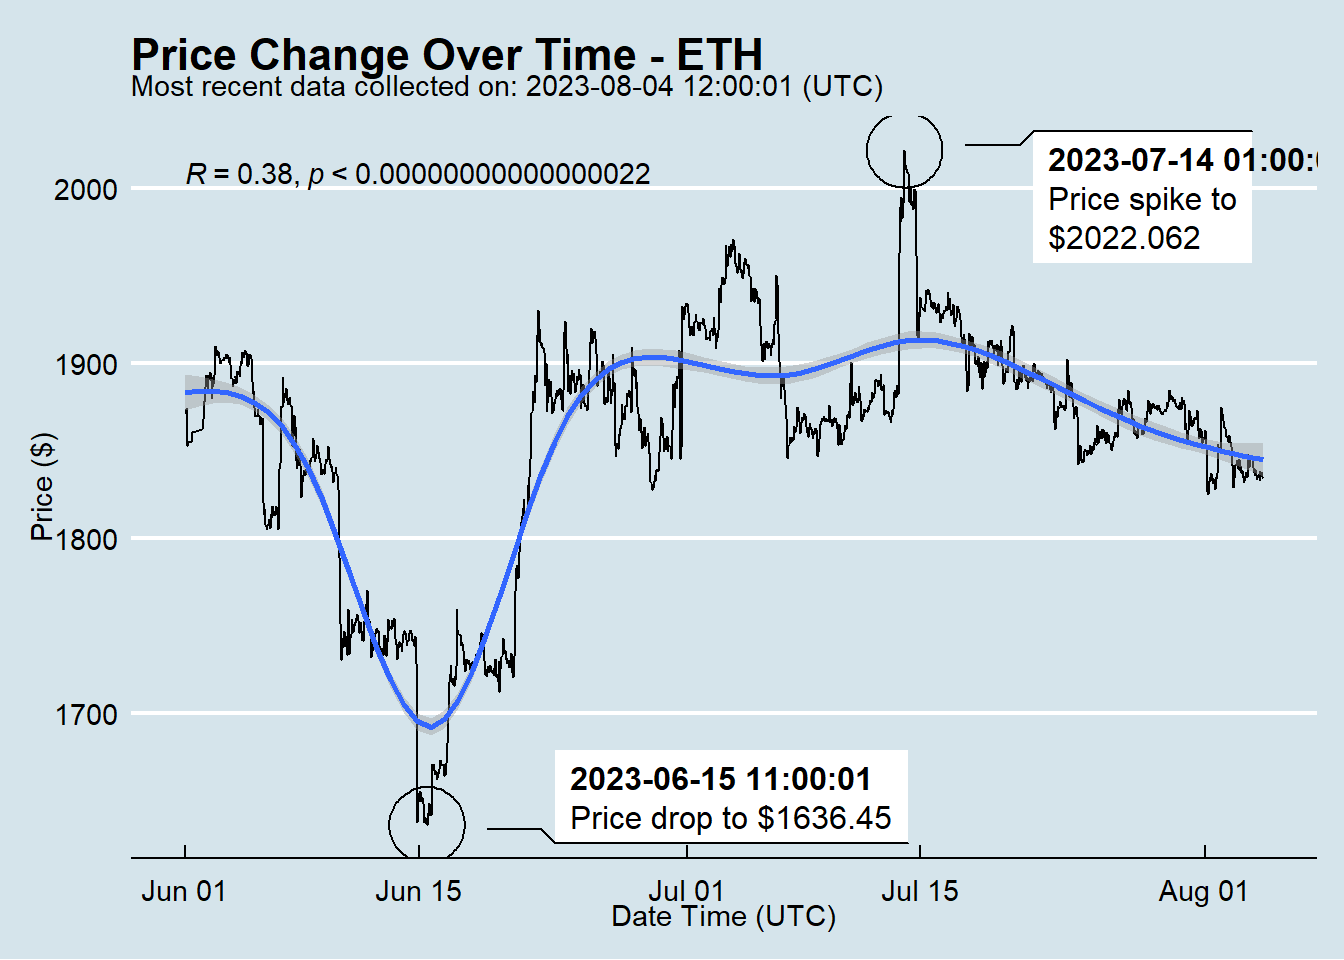 Price Change Over Time - ETH
Most recent data collected on: 2023-08-04 12:00:01 (UTC)
R = 0.38, p < 0.00000000000000022
2023-07-14 01:00:0
Price spike to
$2022.062
2000
1900
1800
1700
Price ($)
2023-06-15 11:00:01
Price drop to $1636.45
Jun 01 Jun 15 Jul 01 Jul 15 Aug 01
Date Time (UTC)